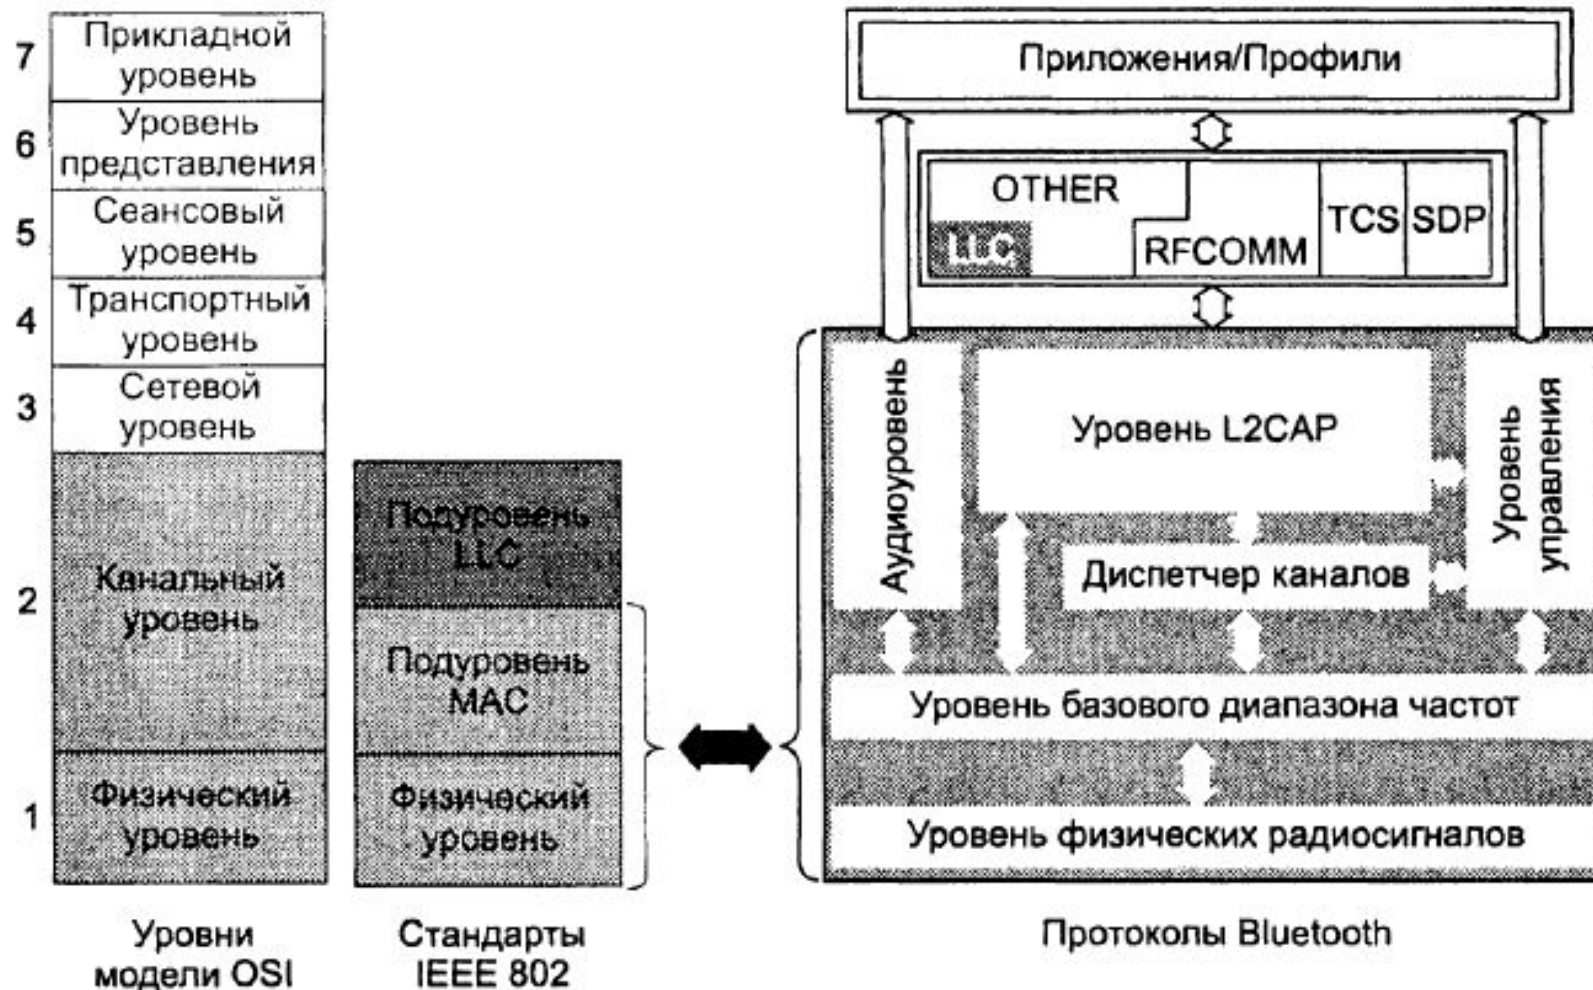 7
Прикладной
уровень
6
Уровень
представления
5
Сеансовый
уровень
4
Транспортный
уровень
3
Сетевой
уровень
2
Канальный
уровень
1
Физический
уровень
Уровни
модели OSI
Подуровень
LLC
Подуровень
MAC
Физический
уровень
Стандарты
IEEE 802
Приложения/Профили
OTHER
LLC
RFCOMM
TCS
SDP
Аудиоуровень
Уровень L2CAP
Уровень
управления
Диспетчер каналов
Уровень базового диапазона частот
Уровень физических радиосигналов
Протоколы Bluetooth